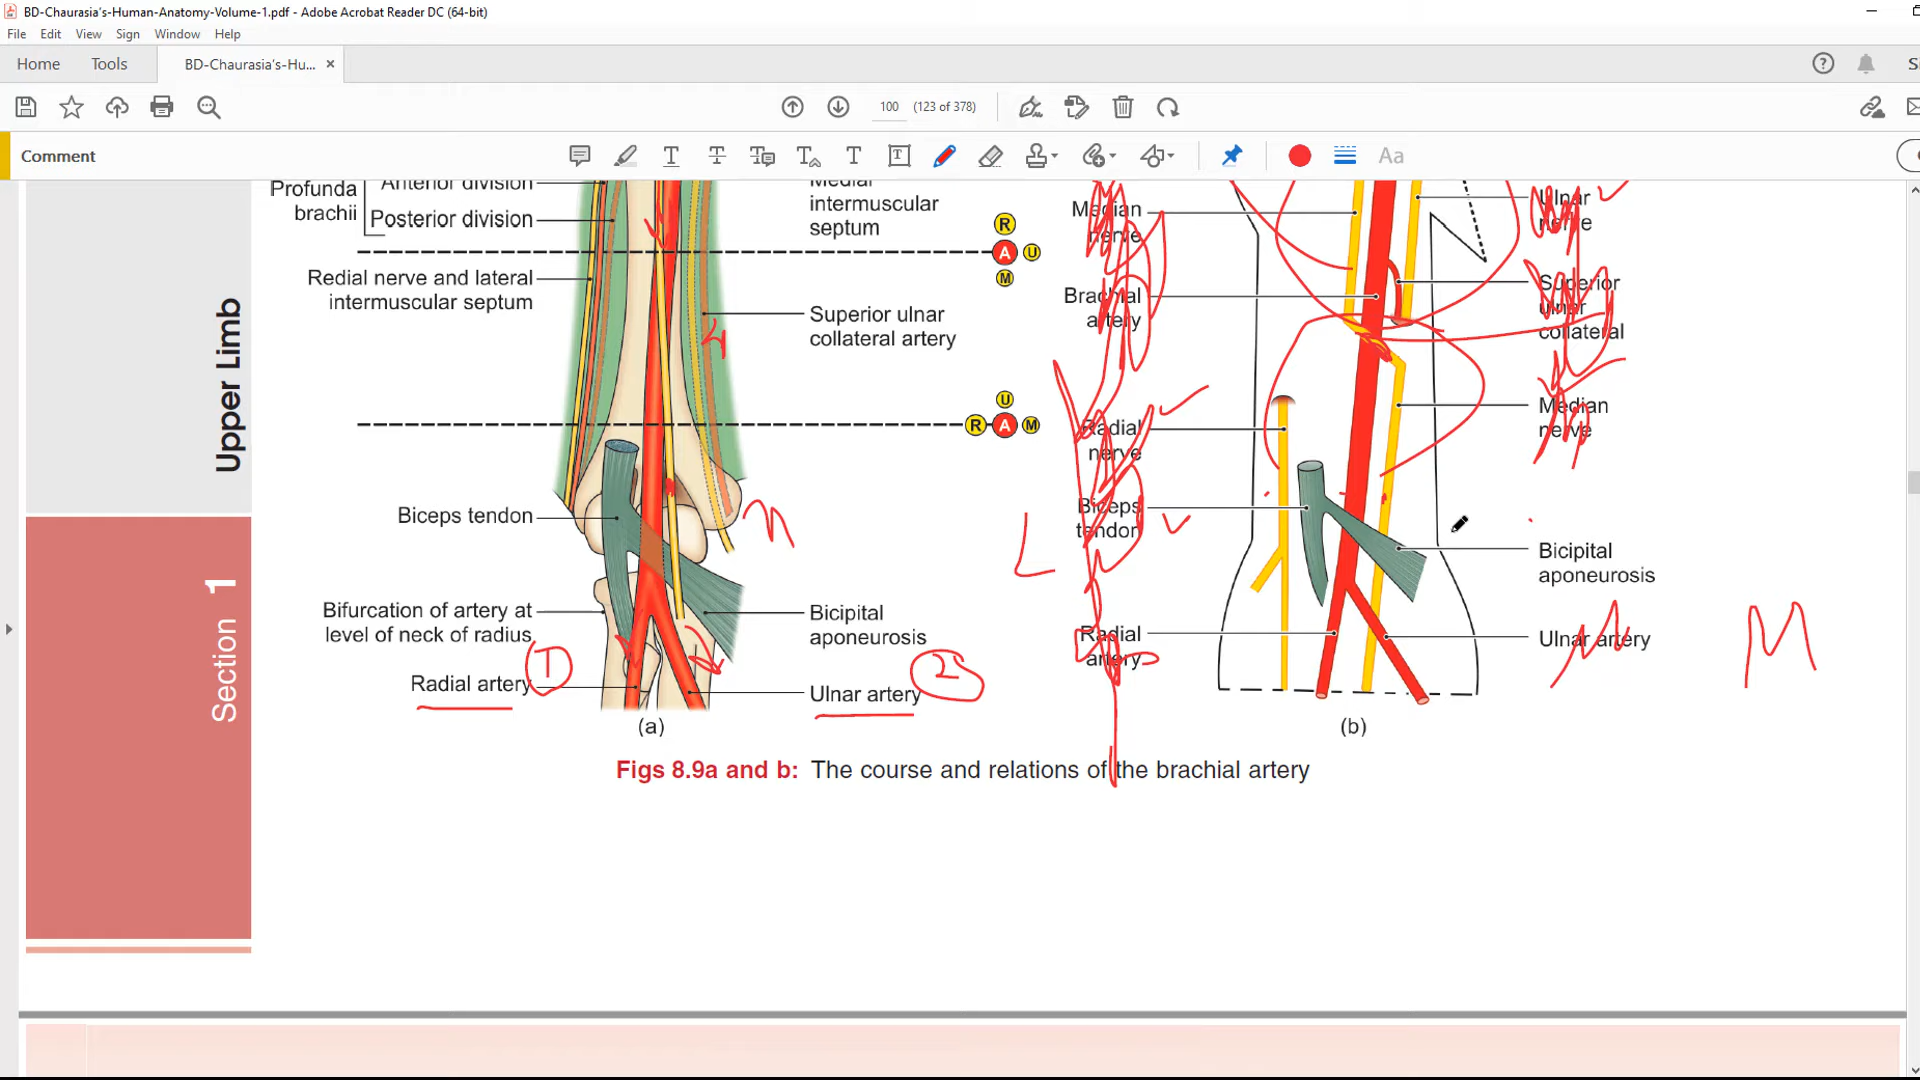 BD-Chaurasia's-Human-Anatomy-Volume-1.pdf - Adobe Acrobat Reader DC (64-bit)
File Edit View Sign Window Help
Home Tools BD-Chaurasia's-Hu... ×
100 (123 of 378)
Comment
Aa
Upper Limb
Section 1
Profunda
brachii
Anterior division
Posterior division
Medial
intermuscular
septum
R
A U
M
Redial nerve and lateral
intermuscular septum
Superior ulnar
collateral artery
U
R A M
Biceps tendon
Bifurcation of artery at
level of neck of radius
Bicipital
aponeurosis
Radial artery 1
Ulnar artery 2
(a)
Median
nerve
Ulnar
nerve
Brachial
artery
Superior
ulnar
collateral
Radial
nerve
Median
nerve
Biceps
tendon
L
Bicipital
aponeurosis
Radial
artery
Ulnar artery
M
(b)
Figs 8.9a and b: The course and relations of the brachial artery